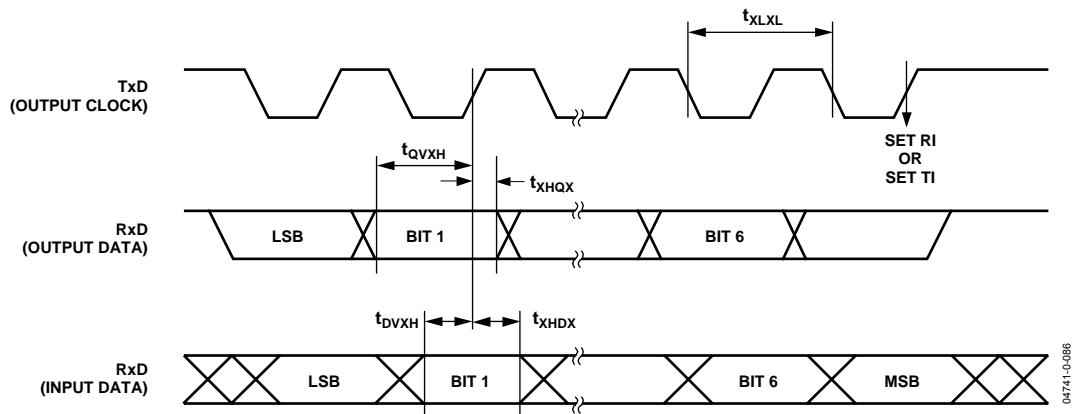 tXLXL
TxD
(OUTPUT CLOCK)
SET RI
OR
SET TI
tQVXH
tXHQX
RxD
(OUTPUT DATA)
LSB
BIT 1
BIT 6
tDVXH
tXHDX
RxD
(INPUT DATA)
LSB
BIT 1
BIT 6
MSB
04741-0-086